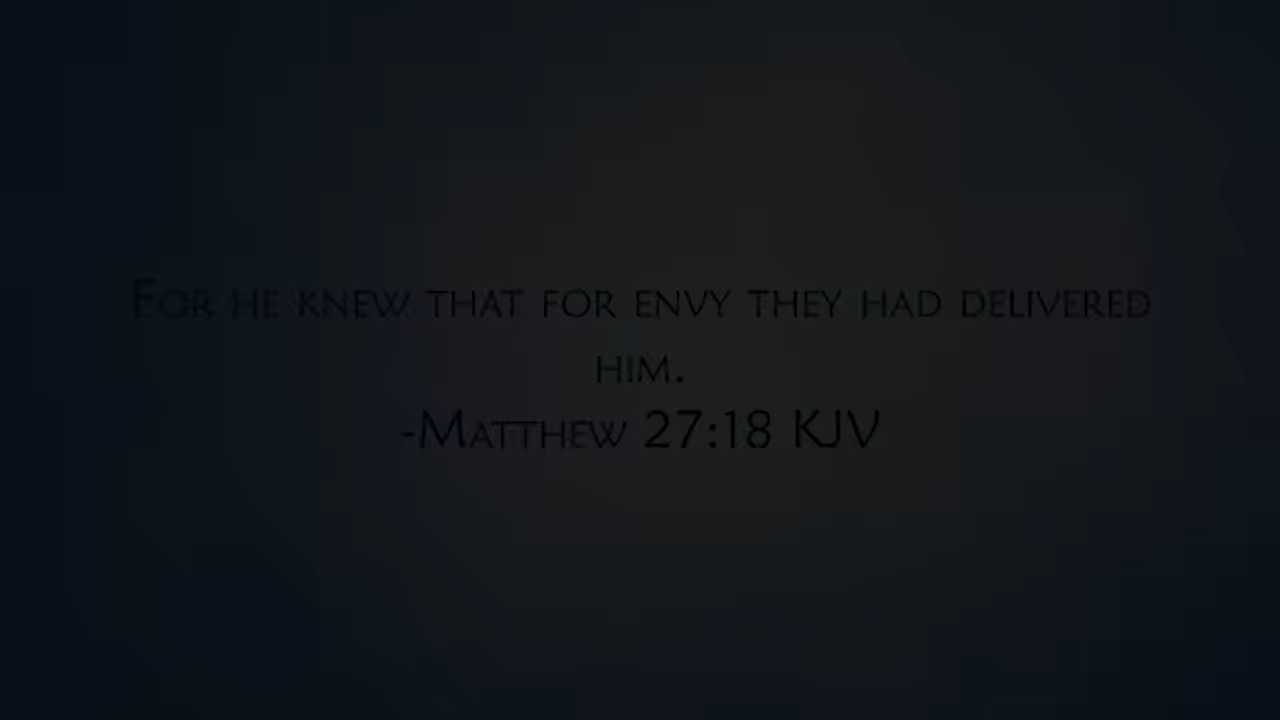 For he knew that for envy they had delivered
him.
-Matthew 27:18 KJV